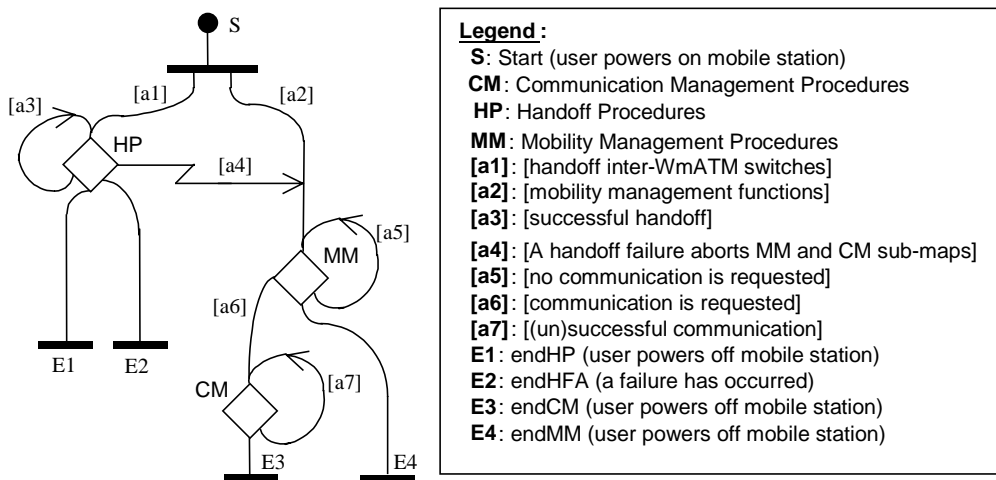 S
[a1]
[a2]
[a3]
HP
[a4]
[a5]
MM
[a6]
E1
E2
CM
[a7]
E3
E4
Legend :
S: Start (user powers on mobile station)
CM: Communication Management Procedures
HP: Handoff Procedures
MM: Mobility Management Procedures
[a1]: [handoff inter-WmATM switches]
[a2]: [mobility management functions]
[a3]: [successful handoff]
[a4]: [A handoff failure aborts MM and CM sub-maps]
[a5]: [no communication is requested]
[a6]: [communication is requested]
[a7]: [(un)successful communication]
E1: endHP (user powers off mobile station)
E2: endHFA (a failure has occurred)
E3: endCM (user powers off mobile station)
E4: endMM (user powers off mobile station)